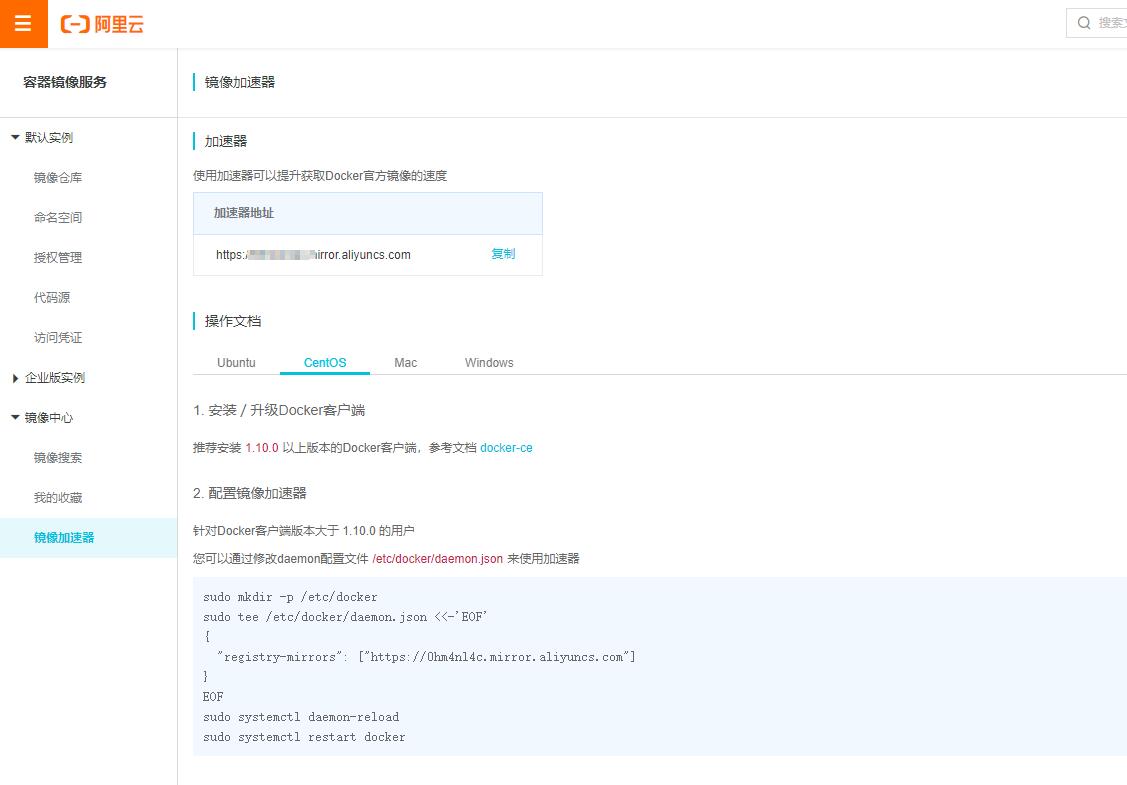 阿里云
搜索
容器镜像服务
默认实例
镜像仓库
命名空间
授权管理
代码源
访问凭证
企业版实例
镜像中心
镜像搜索
我的收藏
镜像加速器
镜像加速器
加速器
使用加速器可以提升获取Docker官方镜像的速度
加速器地址
https:/ irror.aliyuncs.com 复制
操作文档
Ubuntu CentOS Mac Windows
1. 安装 / 升级Docker客户端
推荐安装 1.10.0 以上版本的Docker客户端，参考文档 docker-ce
2. 配置镜像加速器
针对Docker客户端版本大于 1.10.0 的用户
您可以通过修改daemon配置文件 /etc/docker/daemon.json 来使用加速器
sudo mkdir -p /etc/docker
sudo tee /etc/docker/daemon.json <<-'EOF'
{
"registry-mirrors": ["https://0hm4nl4c.mirror.aliyuncs.com"]
}
EOF
sudo systemctl daemon-reload
sudo systemctl restart docker